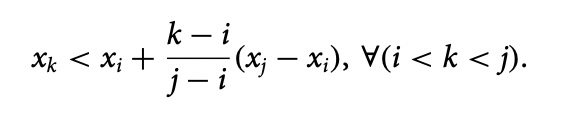 x_k < x_i + \frac{k - i}{j - i}(x_j - x_i), ∀(i < k < j).